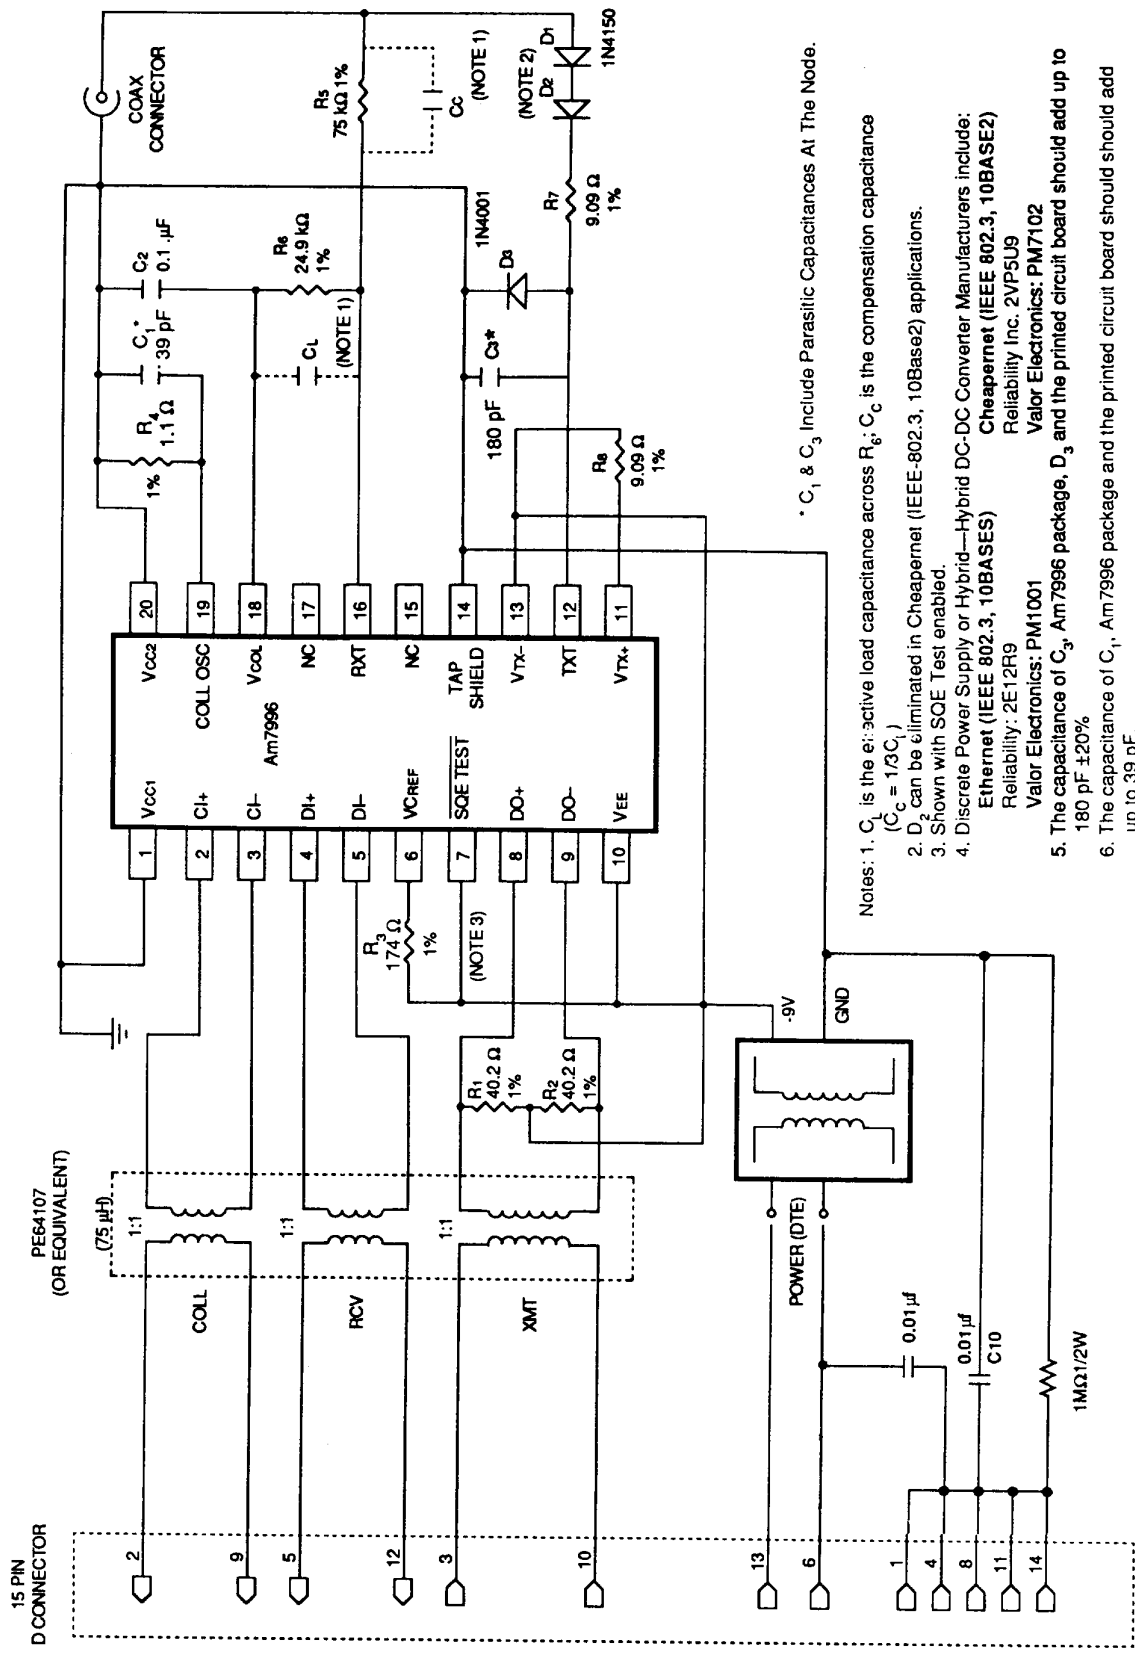 15 PIN
D CONNECTOR
2
9
5
12
3
10
13
6
1
4
8
11
14
PE64107
(OR EQUIVALENT)
(75 µH)
1:1
COLL
1:1
RCV
1:1
XMT
POWER (DTE)
0.01 µf
0.01 µf
C10
1MΩ1/2W
-9V
GND
R1
40.2 Ω
1%
R2
40.2 Ω
1%
R3
174 Ω
1%
(NOTE 3)
1
2
3
4
5
6
7
8
9
10
VCC1
CI+
CI–
DI+
DI–
VCREF
SQE TEST
DO+
DO–
VEE
Am7996
VCC2
COLL OSC
VCOL
NC
RXT
NC
TAP
SHIELD
VTX–
TXT
VTX+
20
19
18
17
16
15
14
13
12
11
1%
R4
1.1 Ω
C1*
39 pF
C2
0.1 µF
CL
(NOTE 1)
R6
24.9 kΩ
1%
180 pF
C3*
D3
1N4001
R8
9.09 Ω
1%
R7
9.09 Ω
1%
COAX
CONNECTOR
R5
75 kΩ 1%
CC
(NOTE 1)
(NOTE 2)
D2
D1
1N4150
* C1 & C3 Include Parasitic Capacitances At The Node.
Notes: 1. CL is the effective load capacitance across R6; CC is the compensation capacitance
(CC = 1/3CL)
2. D2 can be eliminated in Cheapernet (IEEE-802.3, 10Base2) applications.
3. Shown with SQE Test enabled.
4. Discrete Power Supply or Hybrid—Hybrid DC-DC Converter Manufacturers include:
Ethernet (IEEE 802.3, 10BASES) Cheapernet (IEEE 802.3, 10BASE2)
Reliability: 2E12R9 Reliability Inc. 2VP5U9
Valor Electronics: PM1001 Valor Electronics: PM7102
5. The capacitance of C3, Am7996 package, D3 and the printed circuit board should add up to
180 pF ±20%
6. The capacitance of C1, Am7996 package and the printed circuit board should should add
up to 39 pF